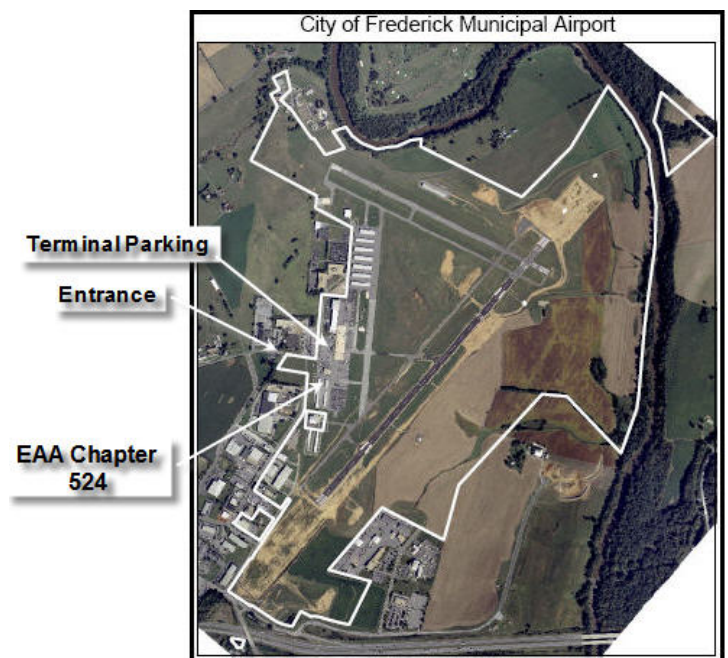 City of Frederick Municipal Airport
Terminal Parking
Entrance
EAA Chapter
524